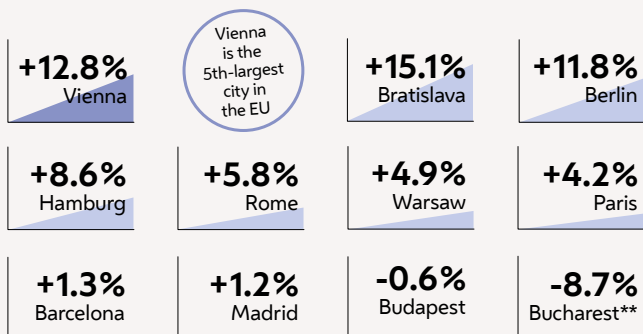 +12.8%
Vienna
Vienna
is the
5th-largest
city in
the EU
+15.1%
Bratislava
+11.8%
Berlin
+8.6%
Hamburg
+5.8%
Rome
+4.9%
Warsaw
+4.2%
Paris
+1.3%
Barcelona
+1.2%
Madrid
-0.6%
Budapest
-8.7%
Bucharest**